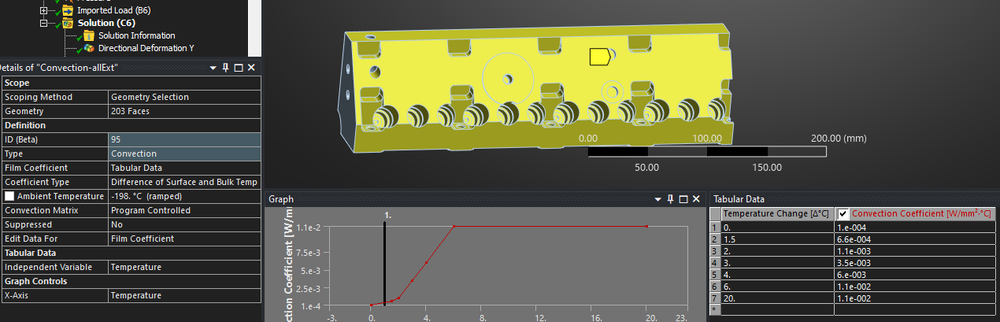 Imported Load (B6)
Solution (C6)
Solution Information
Directional Deformation Y
Details of "Convection-allExt"
Scope
Scoping Method Geometry Selection
Geometry 203 Faces
Definition
ID (Beta) 95
Type Convection
Film Coefficient Tabular Data
Coefficient Type Difference of Surface and Bulk Temp
Ambient Temperature -198. °C (ramped)
Convection Matrix Program Controlled
Suppressed No
Edit Data For Film Coefficient
Tabular Data
Independent Variable Temperature
Graph Controls
X-Axis Temperature
0.00 100.00 200.00 (mm)
50.00 150.00
Graph
1.
ction Coefficient [W/mm
1.1e-2
7.5e-3
5.e-3
2.5e-3
1.e-4
-3. 0. 4. 8. 12. 16. 20. 23.
Tabular Data
Temperature Change [Δ°C] Convection Coefficient [W/mm²·°C]
1 0. 1.e-004
2 1.5 6.6e-004
3 2. 1.1e-003
4 3. 3.5e-003
5 4. 6.e-003
6 6. 1.1e-002
7 20. 1.1e-002
*